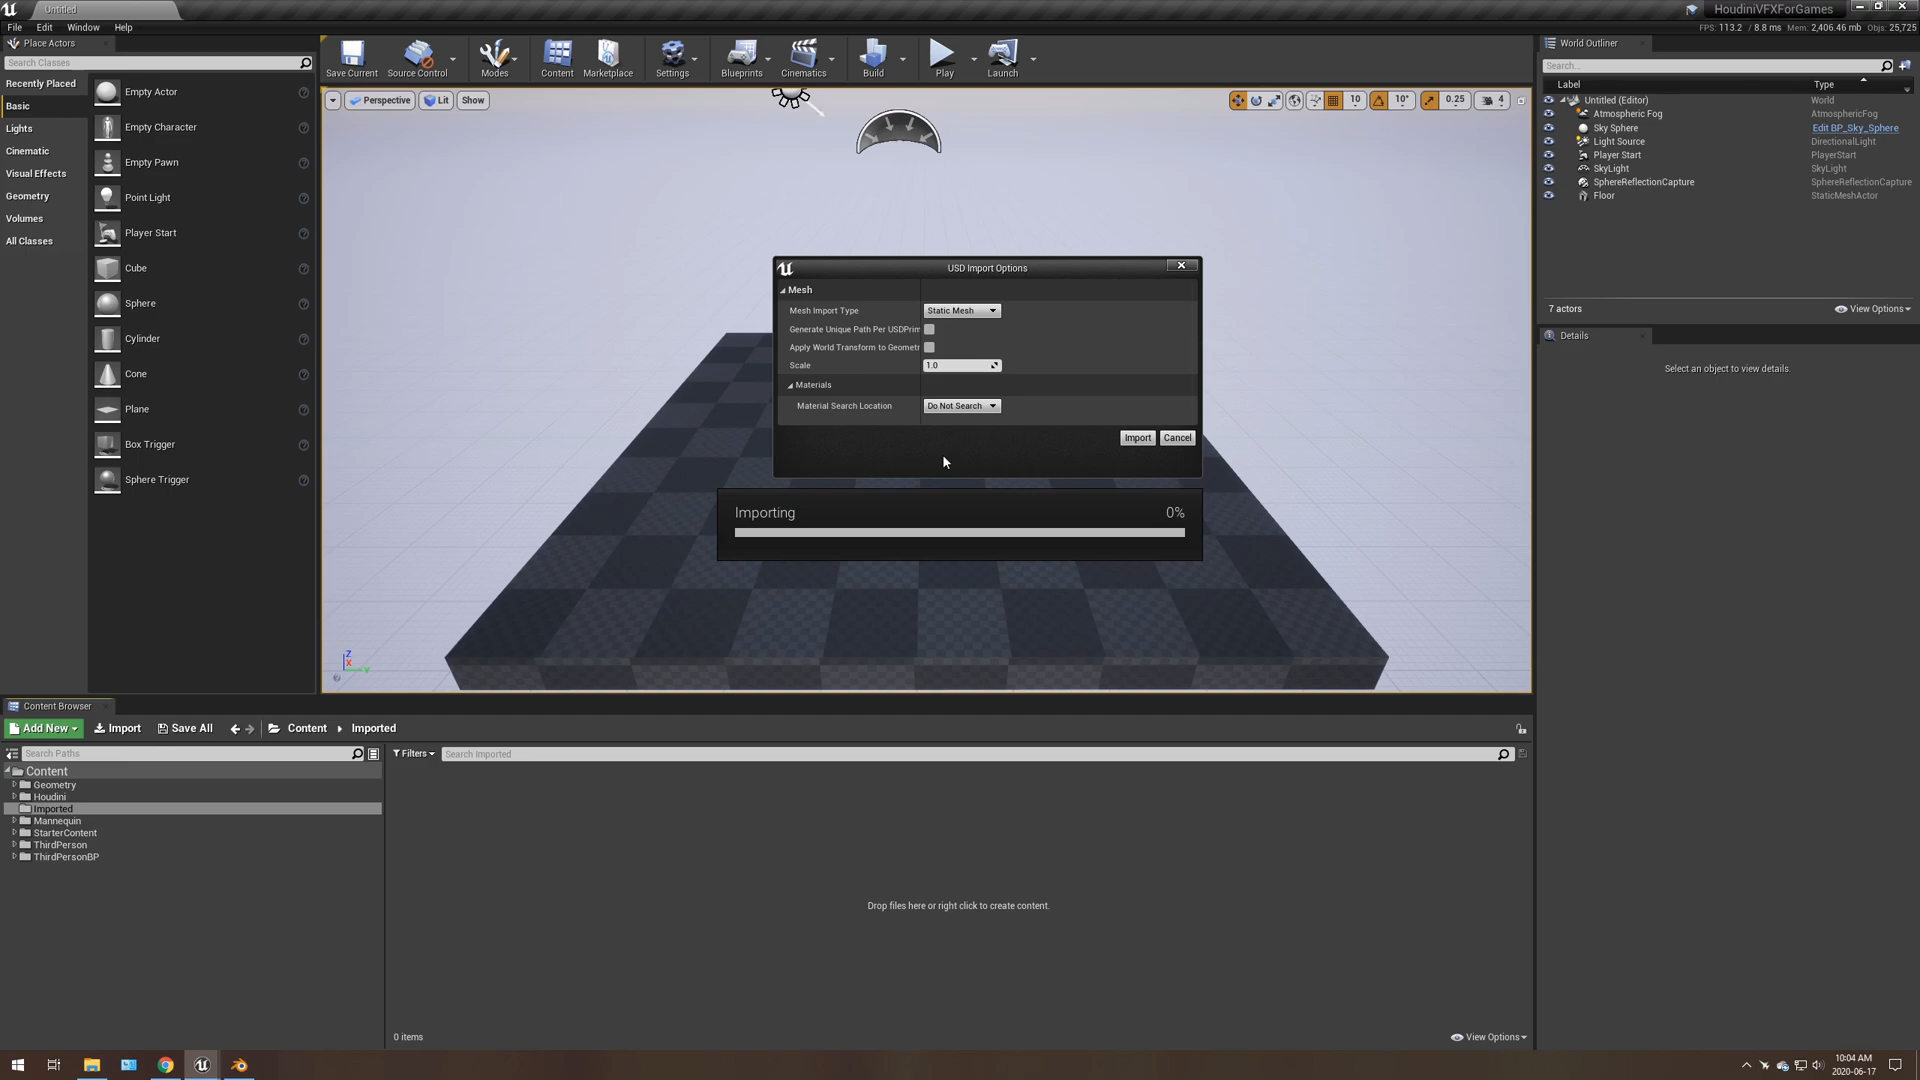 Untitled
HoudiniVFXForGames
File Edit Window Help
FPS: 113.2 / 8.8 ms Mem: 2,406.46 mb Objs: 25,725
Place Actors
Search Classes
Recently Placed
Basic
Lights
Cinematic
Visual Effects
Geometry
Volumes
All Classes
Empty Actor
Empty Character
Empty Pawn
Point Light
Player Start
Cube
Sphere
Cylinder
Cone
Plane
Box Trigger
Sphere Trigger
Save Current Source Control Modes Content Marketplace Settings Blueprints Cinematics Build Play Launch
Perspective Lit Show
10 10° 0.25 4
USD Import Options
Mesh
Mesh Import Type Static Mesh
Generate Unique Path Per USDPrim
Apply World Transform to Geometr
Scale 1.0
Materials
Material Search Location Do Not Search
Import Cancel
Importing 0%
Z
X
Y
World Outliner
Search...
Label Type
Untitled (Editor) World
Atmospheric Fog AtmosphericFog
Sky Sphere Edit BP_Sky_Sphere
Light Source DirectionalLight
Player Start PlayerStart
SkyLight SkyLight
SphereReflectionCapture SphereReflectionCapture
Floor StaticMeshActor
7 actors View Options
Details
Select an object to view details.
Content Browser
Add New Import Save All Content Imported
Search Paths
Filters Search Imported
Content
Geometry
Houdini
Imported
Mannequin
StarterContent
ThirdPerson
ThirdPersonBP
Drop files here or right click to create content.
0 items View Options
10:04 AM
2020-06-17